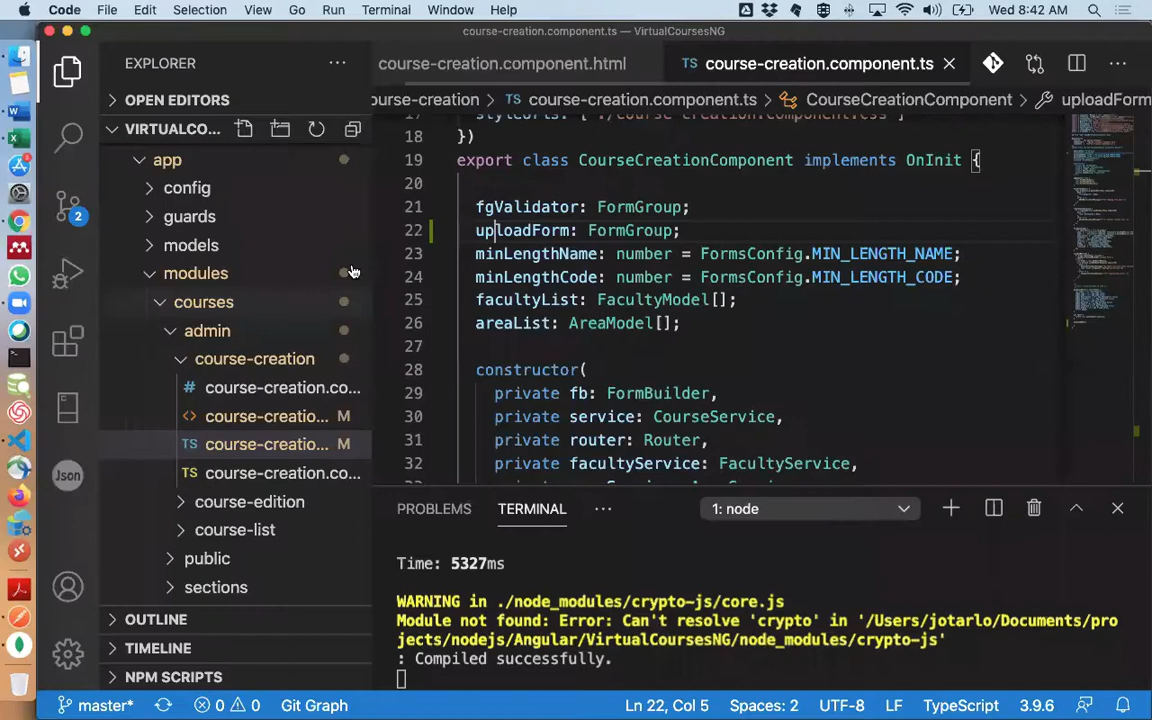 Code File Edit Selection View Go Run Terminal Window Help Wed 8:42 AM
course-creation.component.ts — VirtualCoursesNG
EXPLORER
course-creation.component.html
TS course-creation.component.ts
OPEN EDITORS
ourse-creation > TS course-creation.component.ts > CourseCreationComponent > uploadForm
VIRTUALCO...
app
config
guards
models
modules
courses
admin
course-creation
# course-creation.co...
<> course-creatio... M
TS course-creatio... M
TS course-creation.co...
course-edition
course-list
public
sections
OUTLINE
TIMELINE
NPM SCRIPTS
2
Json
18 })
19 export class CourseCreationComponent implements OnInit {
20
21 fgValidator: FormGroup;
22 uploadForm: FormGroup;
23 minLengthName: number = FormsConfig.MIN_LENGTH_NAME;
24 minLengthCode: number = FormsConfig.MIN_LENGTH_CODE;
25 facultyList: FacultyModel[];
26 areaList: AreaModel[];
27
28 constructor(
29 private fb: FormBuilder,
30 private service: CourseService,
31 private router: Router,
32 private facultyService: FacultyService,
PROBLEMS TERMINAL ... 1: node
Time: 5327ms
WARNING in ./node_modules/crypto-js/core.js
Module not found: Error: Can't resolve 'crypto' in '/Users/jotarlo/Documents/pro
jects/nodejs/Angular/VirtualCoursesNG/node_modules/crypto-js'
: Compiled successfully.
master* 0 0 Git Graph Ln 22, Col 5 Spaces: 2 UTF-8 LF TypeScript 3.9.6